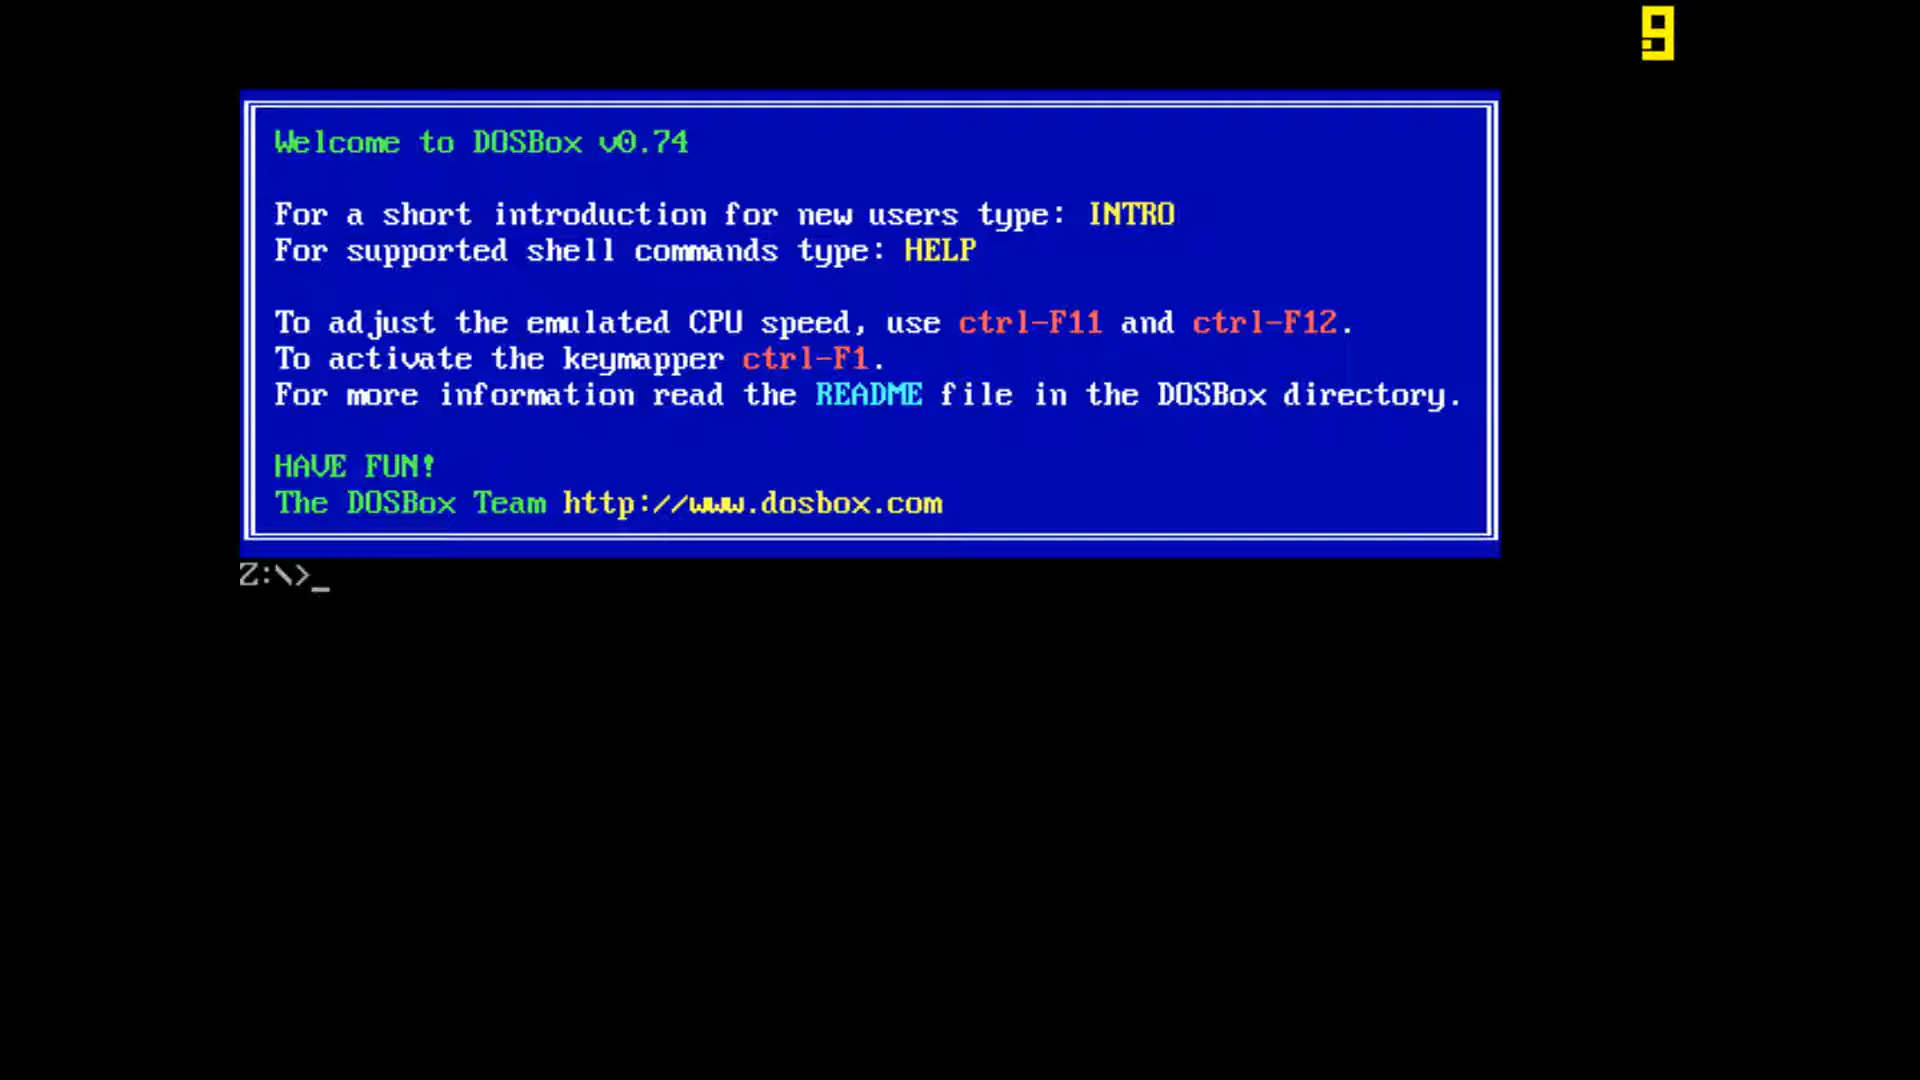 9
Welcome to DOSBox v0.74
For a short introduction for new users type: INTRO
For supported shell commands type: HELP
To adjust the emulated CPU speed, use ctrl-F11 and ctrl-F12.
To activate the keymapper ctrl-F1.
For more information read the README file in the DOSBox directory.
HAVE FUN!
The DOSBox Team http://www.dosbox.com
Z:\>_